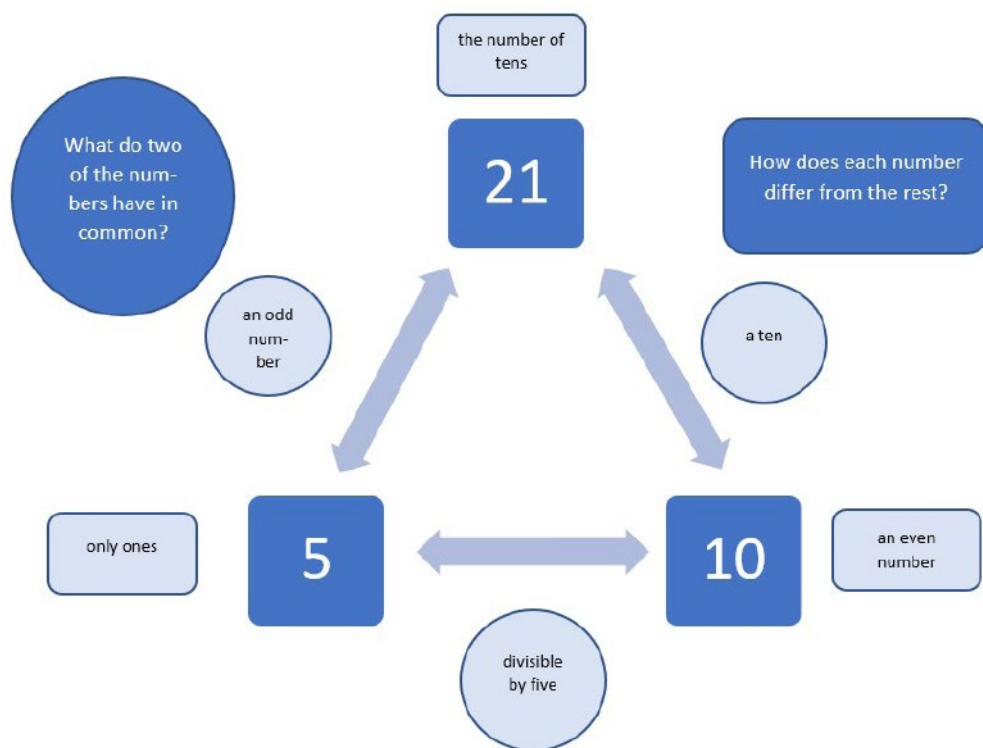 the number of
tens
What do two
of the num-
bers have in
common?
21
How does each number
differ from the rest?
an odd
num-
ber
a ten
only ones
5
10
an even
number
divisible
by five